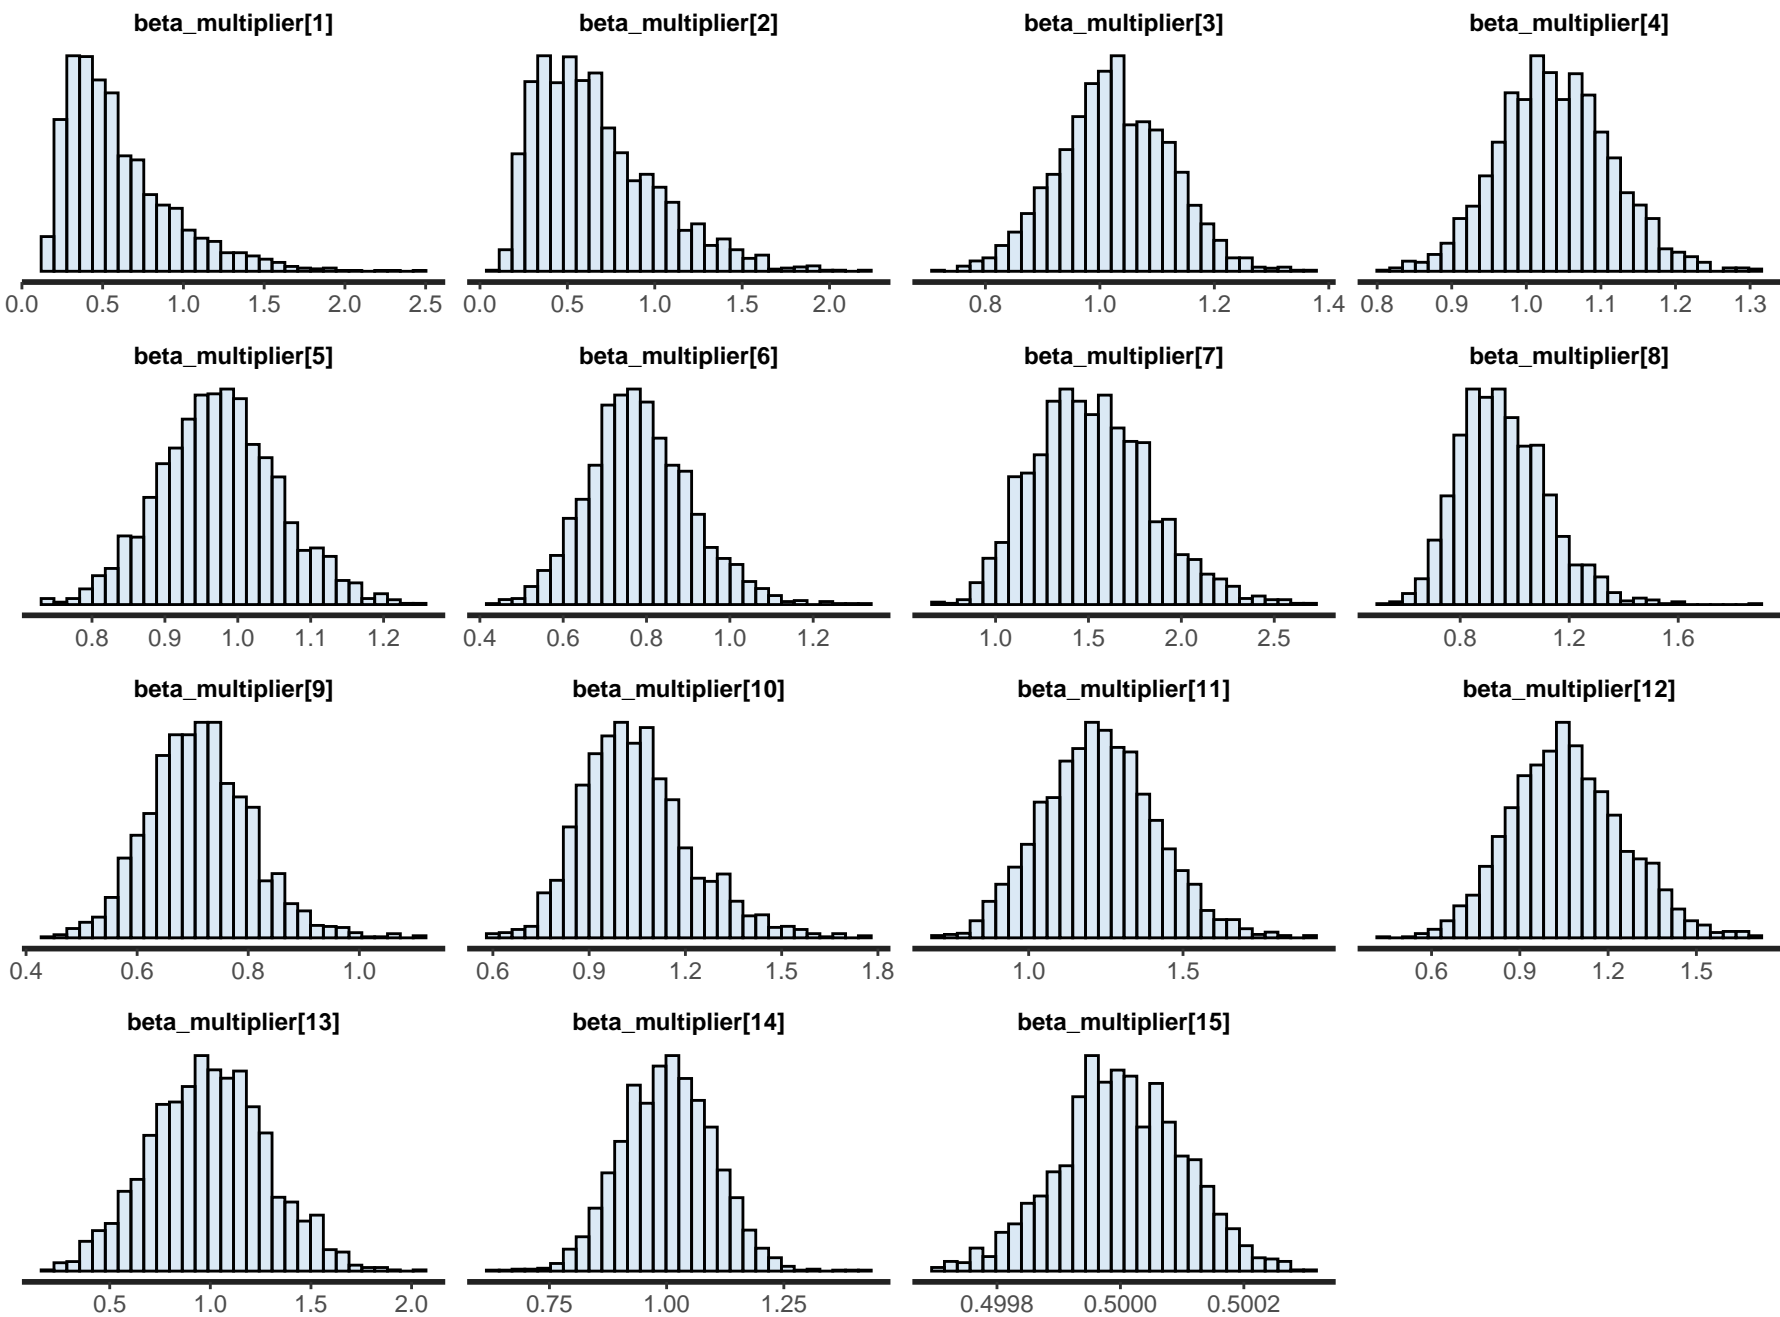 beta_multiplier[1] beta_multiplier[2] beta_multiplier[3] beta_multiplier[4]
0.0 0.5 1.0 1.5 2.0 2.5 0.0 0.5 1.0 1.5 2.0 0.8 1.0 1.2 1.4 0.8 0.9 1.0 1.1 1.2 1.3
beta_multiplier[5] beta_multiplier[6] beta_multiplier[7] beta_multiplier[8]
0.8 0.9 1.0 1.1 1.2 0.4 0.6 0.8 1.0 1.2 1.0 1.5 2.0 2.5 0.8 1.2 1.6
beta_multiplier[9] beta_multiplier[10] beta_multiplier[11] beta_multiplier[12]
0.4 0.6 0.8 1.0 0.6 0.9 1.2 1.5 1.8 1.0 1.5 0.6 0.9 1.2 1.5
beta_multiplier[13] beta_multiplier[14] beta_multiplier[15]
0.5 1.0 1.5 2.0 0.75 1.00 1.25 0.4998 0.5000 0.5002